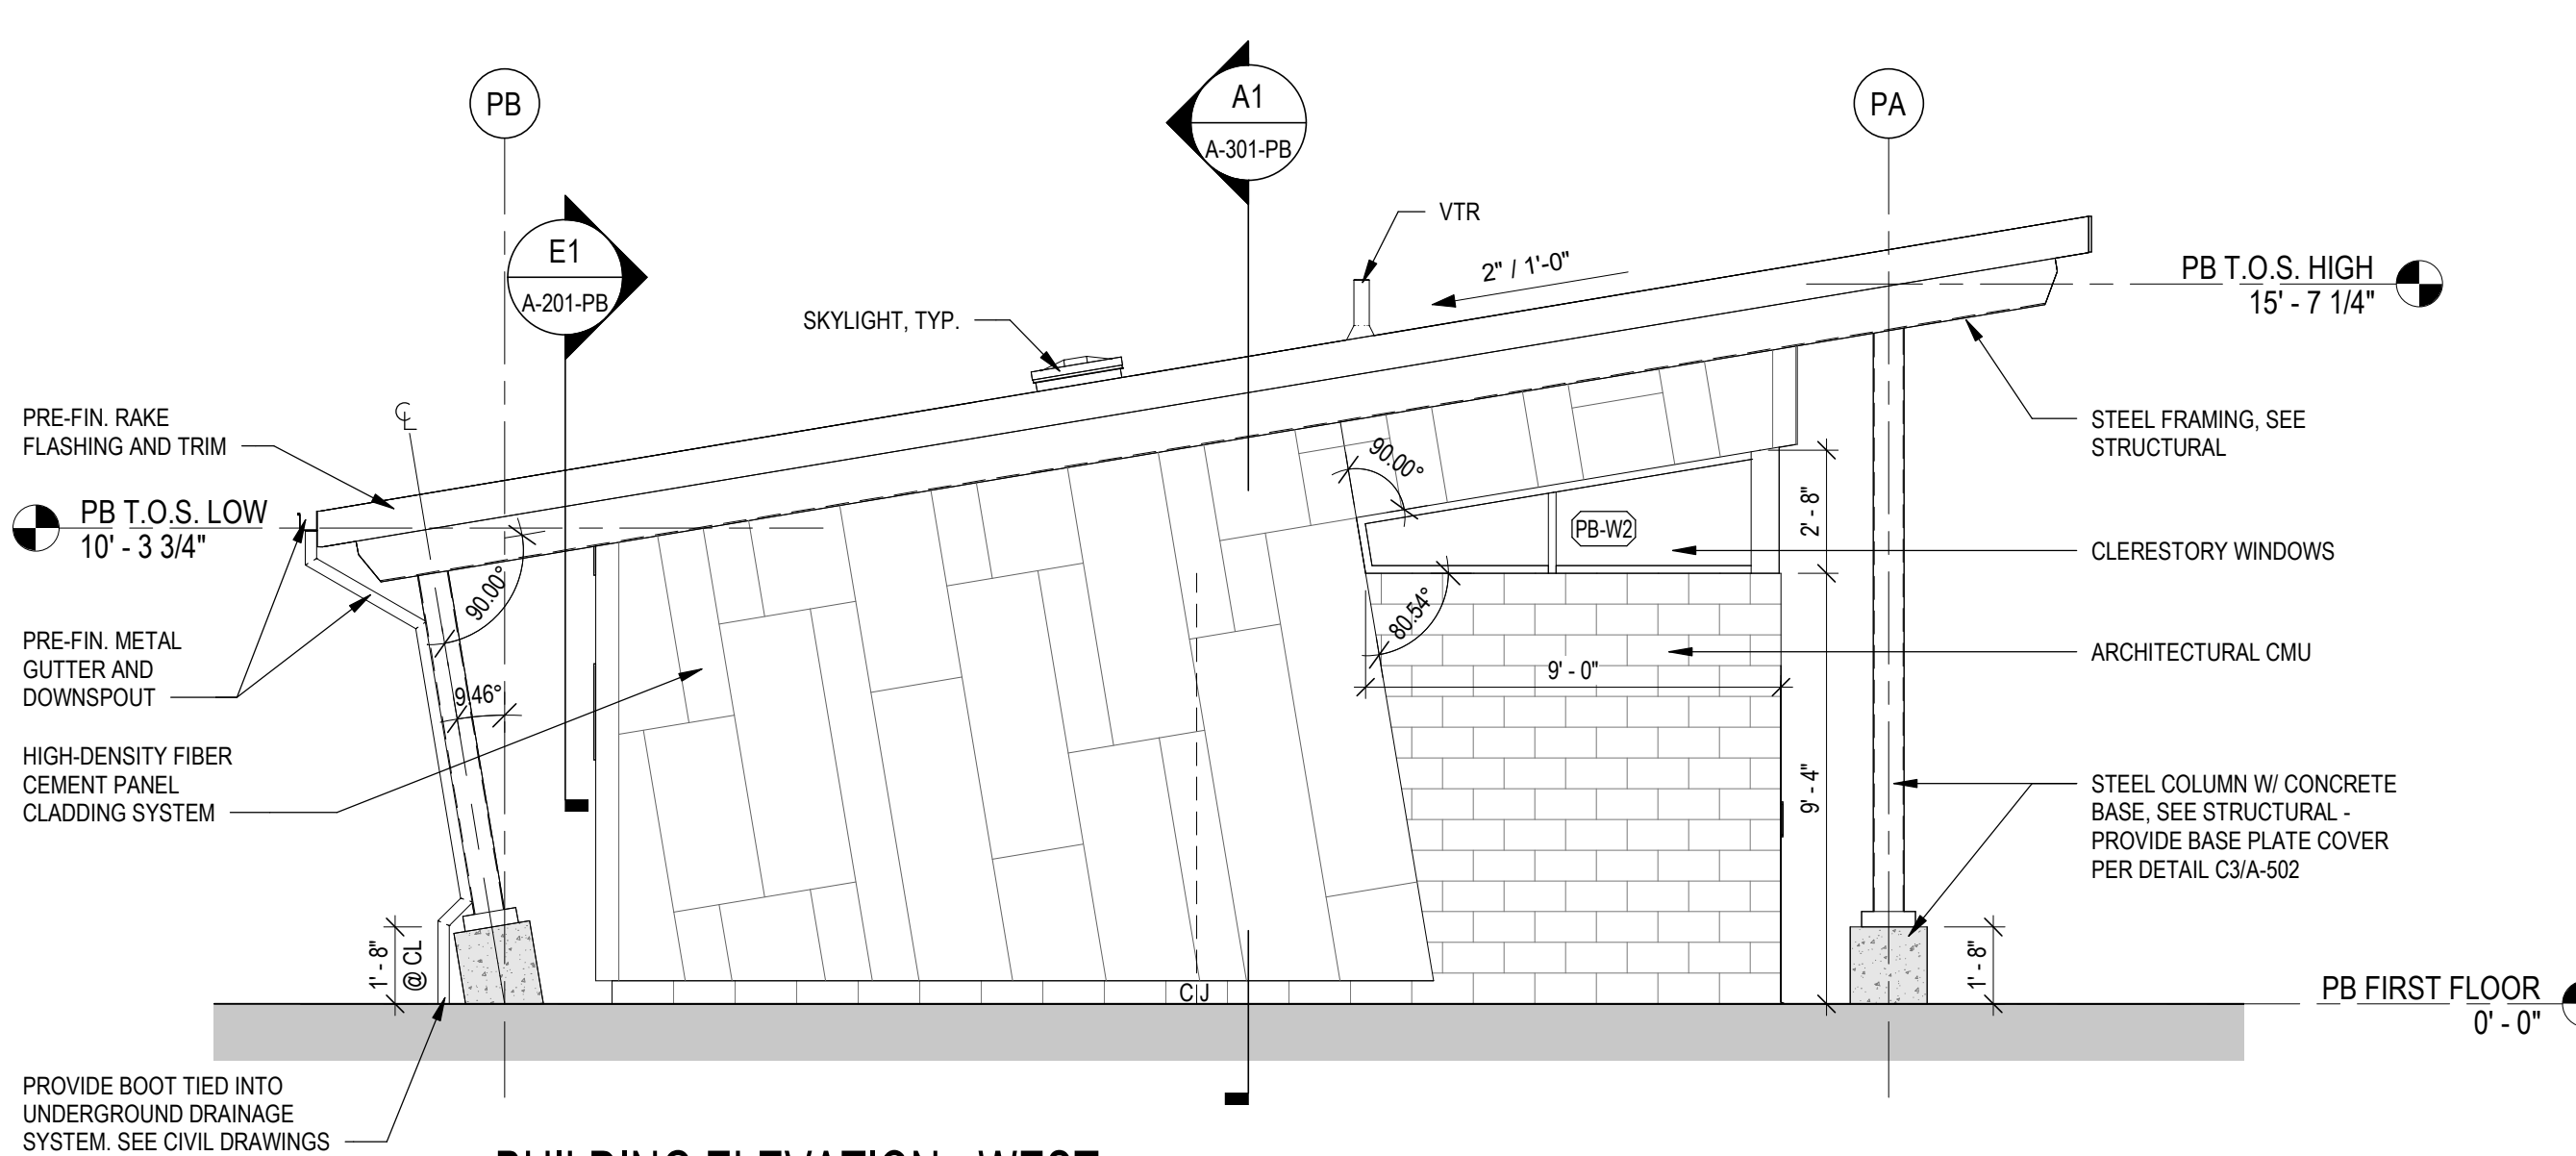 PB
A1
A-301-PB
PA
E1
A-201-PB
VTR
2" / 1'-0"
SKYLIGHT, TYP.
PB T.O.S. HIGH
15' - 7 1/4"
PRE-FIN. RAKE
FLASHING AND TRIM
CL
STEEL FRAMING, SEE
STRUCTURAL
90.00°
PB T.O.S. LOW
10' - 3 3/4"
2' - 8"
PB-W2
CLERESTORY WINDOWS
90.00°
80.54°
PRE-FIN. METAL
GUTTER AND
DOWNSPOUT
ARCHITECTURAL CMU
9' - 0"
9.46°
HIGH-DENSITY FIBER
CEMENT PANEL
CLADDING SYSTEM
9' - 4"
STEEL COLUMN W/ CONCRETE
BASE, SEE STRUCTURAL -
PROVIDE BASE PLATE COVER
PER DETAIL C3/A-502
1' - 8"
@ CL
1' - 8"
CJ
PB FIRST FLOOR
0' - 0"
PROVIDE BOOT TIED INTO
UNDERGROUND DRAINAGE
SYSTEM. SEE CIVIL DRAWINGS
BUILDING ELEVATION - WEST